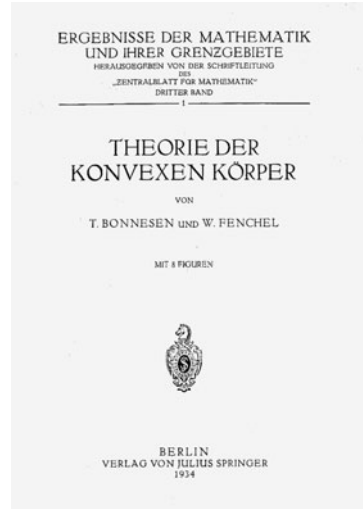 ERGEBNISSE DER MATHEMATIK
UND IHRER GRENZGEBIETE
HERAUSGEGEBEN VON DER SCHRIFTLEITUNG
DES
„ZENTRALBLATT FÜR MATHEMATIK“
DRITTER BAND
1
THEORIE DER
KONVEXEN KÖRPER
VON
T. BONNESEN UND W. FENCHEL
MIT 8 FIGUREN
S
BERLIN
VERLAG VON JULIUS SPRINGER
1934